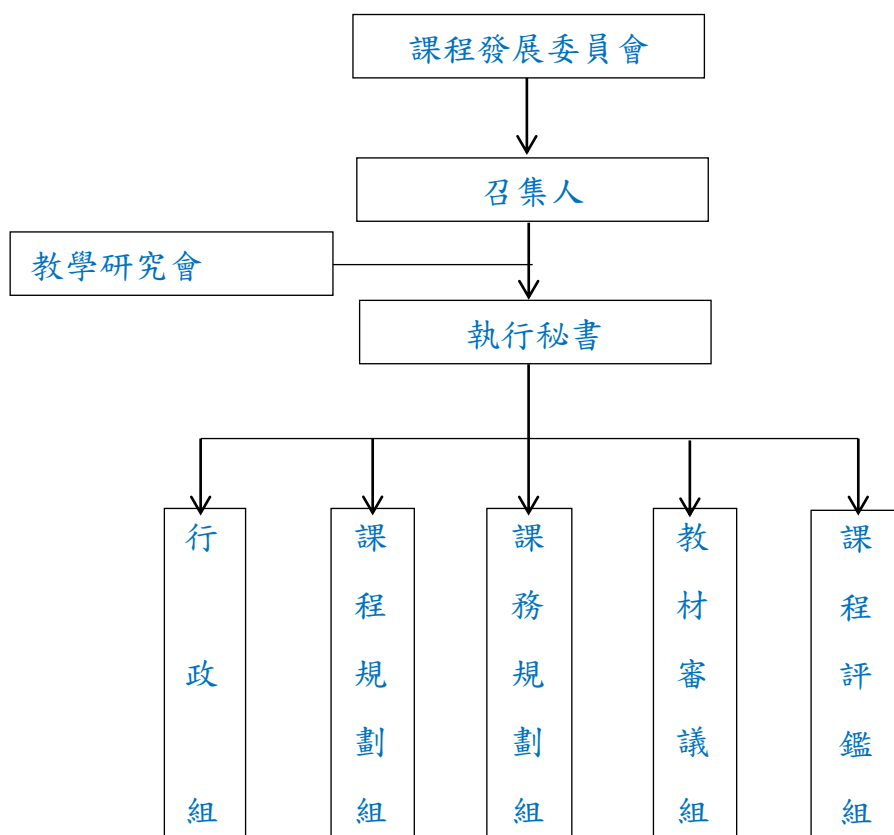 課程發展委員會
召集人
教學研究會
執行秘書
行政組
課程規劃組
課務規劃組
教材審議組
課程評鑑組